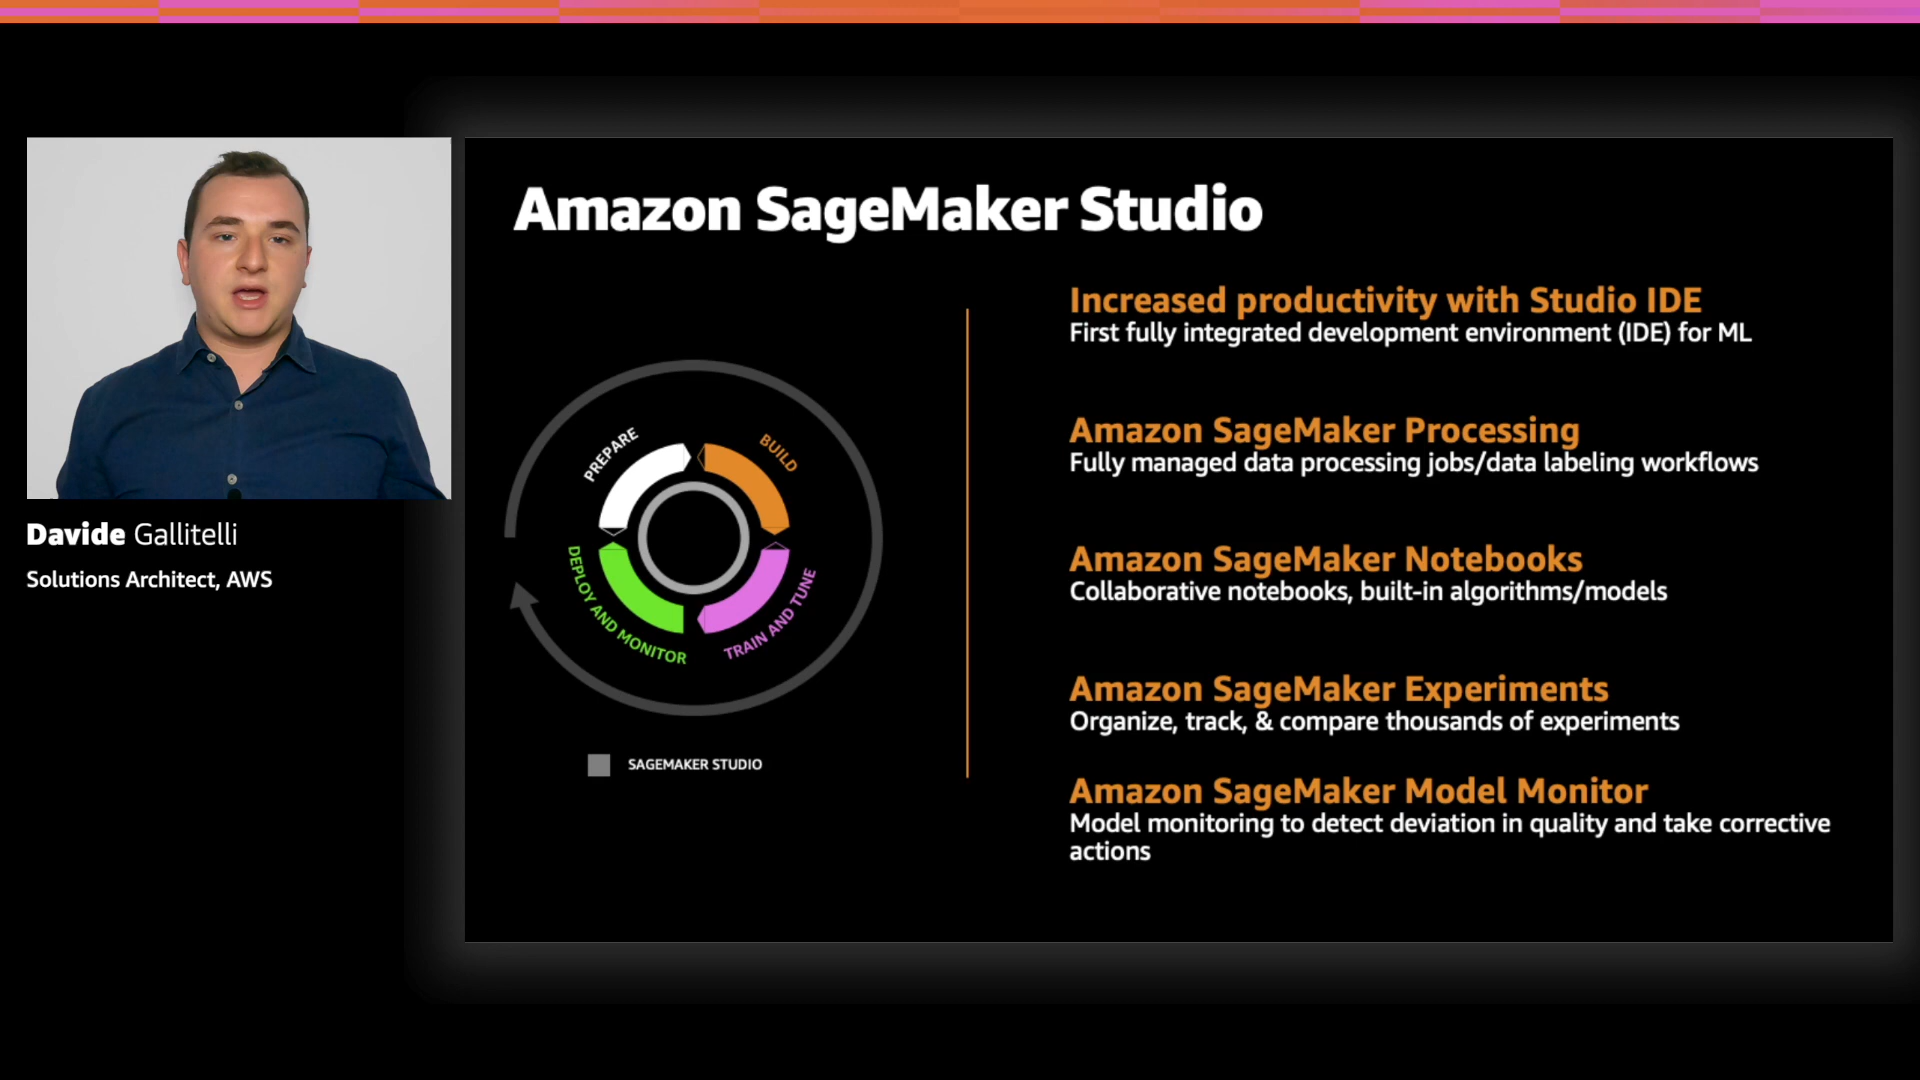 Amazon SageMaker Studio
Davide Gallitelli
Solutions Architect, AWS
PREPARE
BUILD
TRAIN AND TUNE
DEPLOY AND MONITOR
SAGEMAKER STUDIO
Increased productivity with Studio IDE
First fully integrated development environment (IDE) for ML
Amazon SageMaker Processing
Fully managed data processing jobs/data labeling workflows
Amazon SageMaker Notebooks
Collaborative notebooks, built-in algorithms/models
Amazon SageMaker Experiments
Organize, track, & compare thousands of experiments
Amazon SageMaker Model Monitor
Model monitoring to detect deviation in quality and take corrective
actions